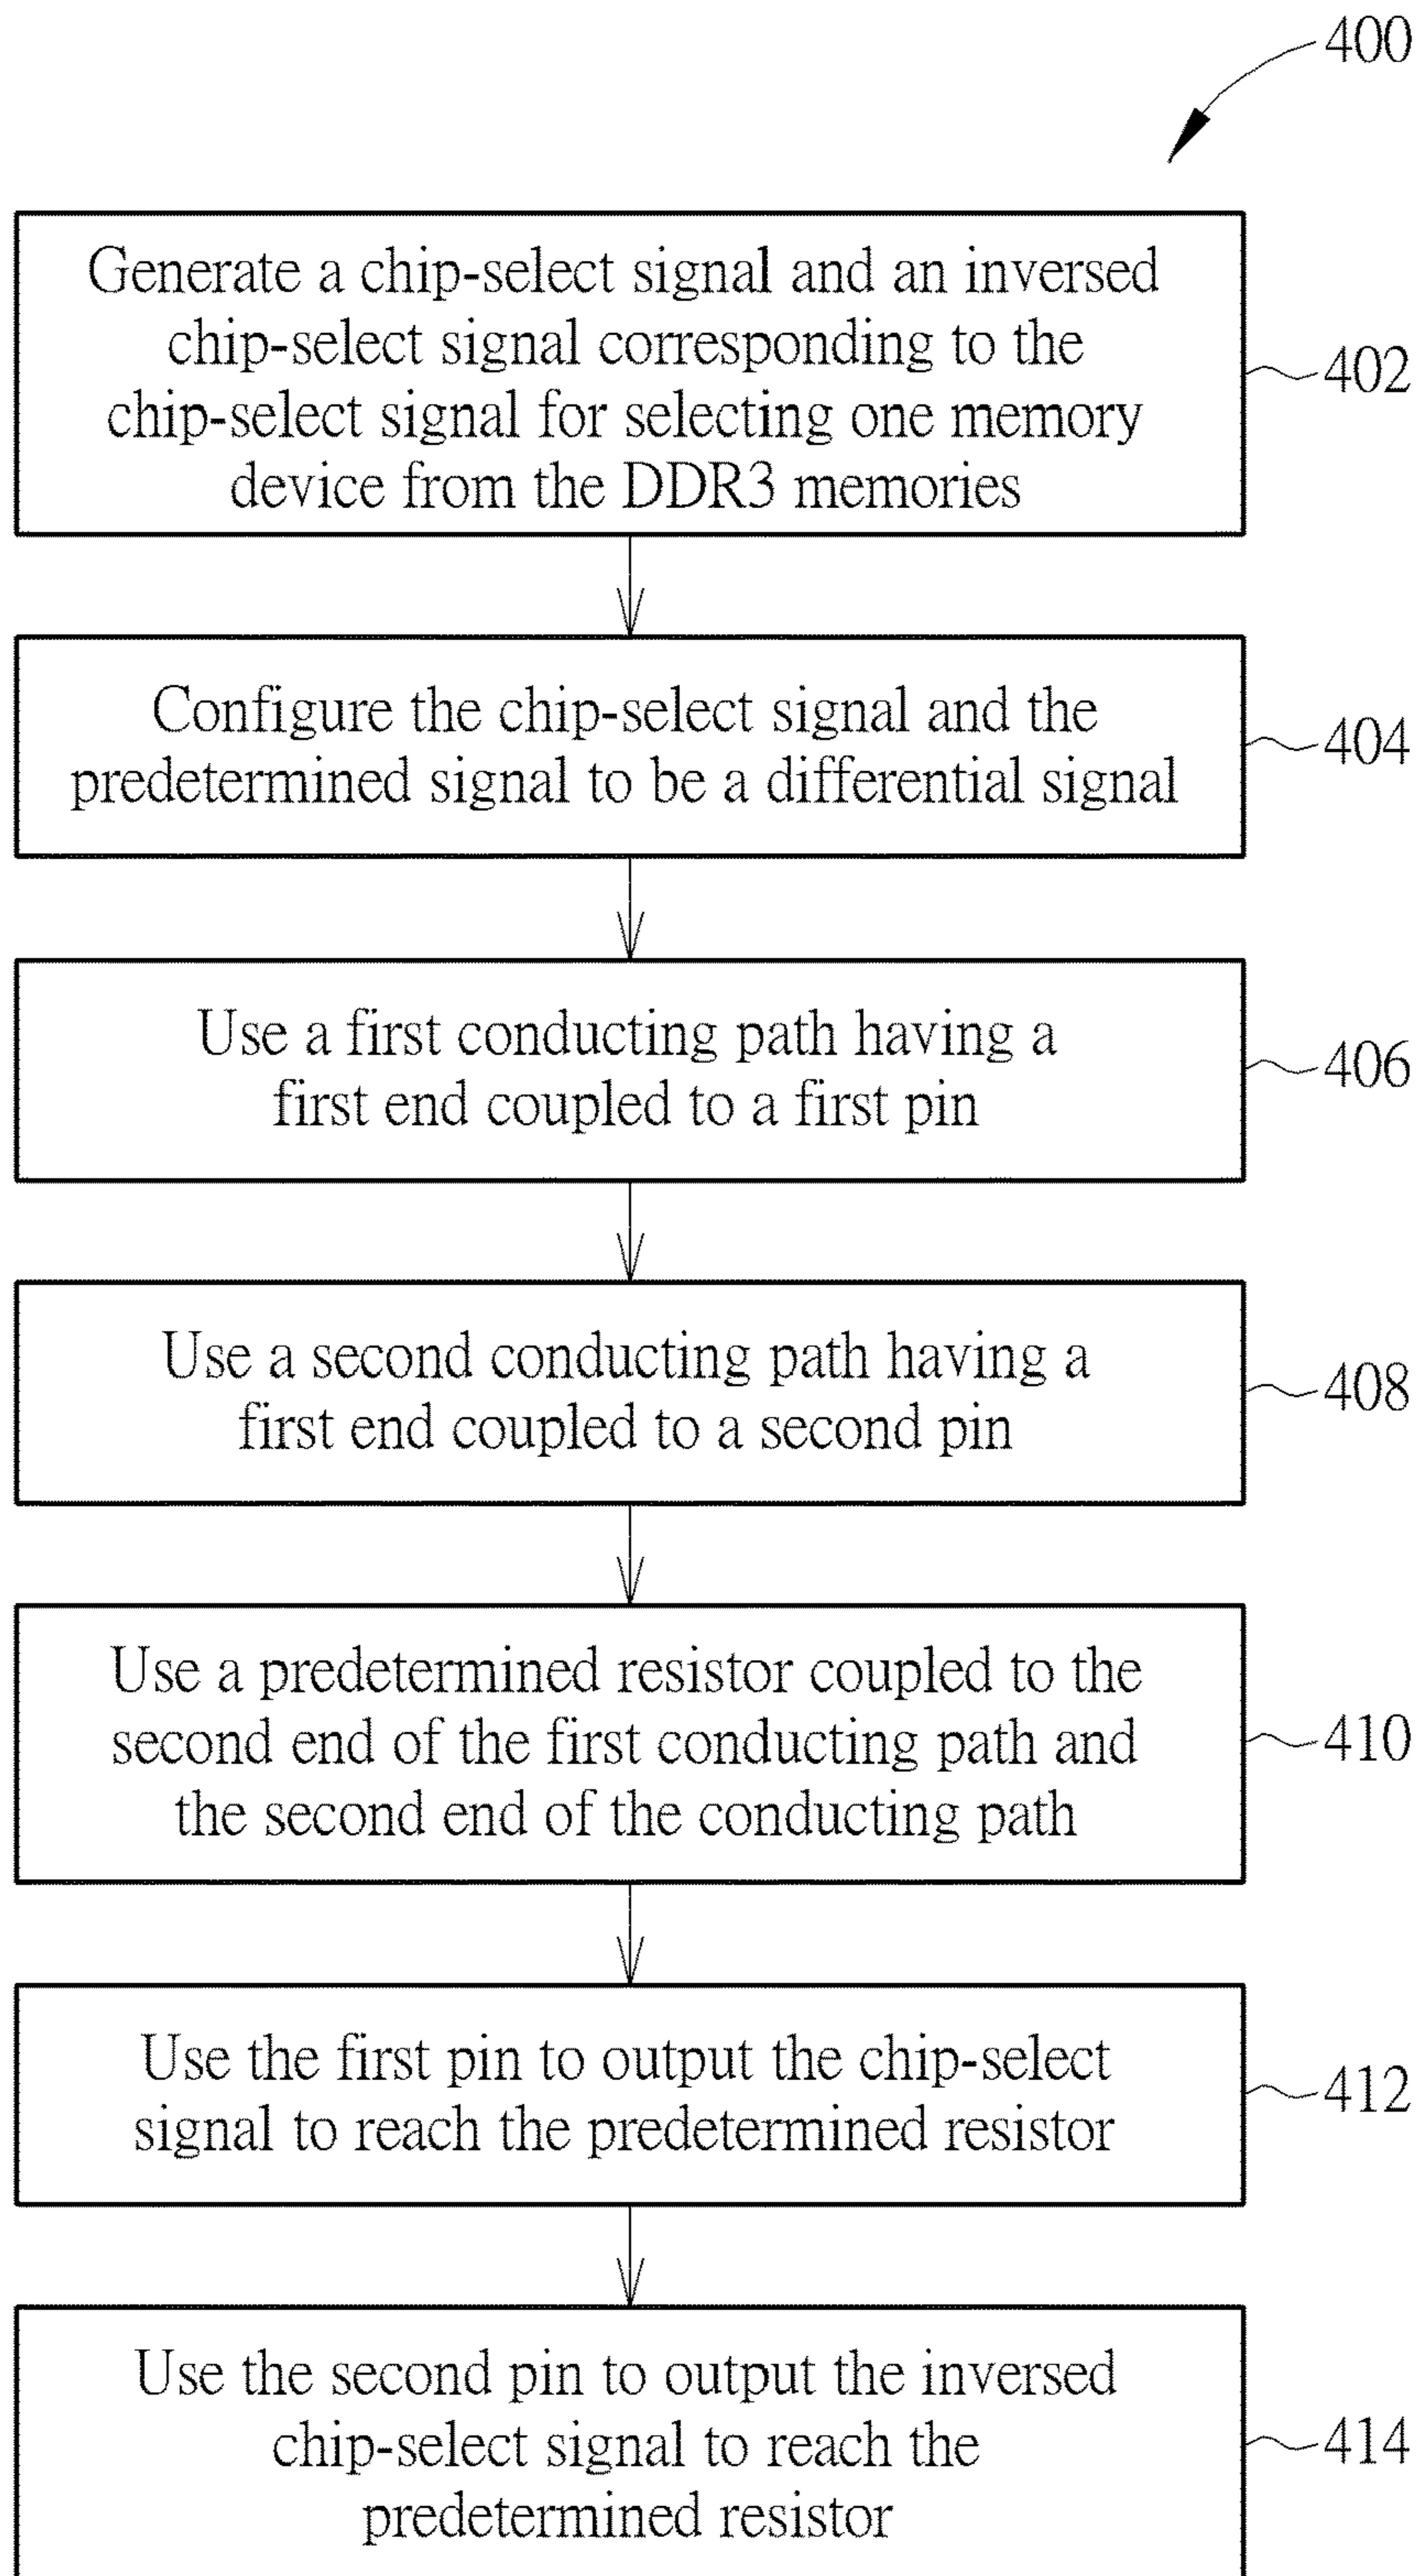 400
Generate a chip-select signal and an inversed
chip-select signal corresponding to the
chip-select signal for selecting one memory
device from the DDR3 memories
402
Configure the chip-select signal and the
predetermined signal to be a differential signal
404
Use a first conducting path having a
first end coupled to a first pin
406
Use a second conducting path having a
first end coupled to a second pin
408
Use a predetermined resistor coupled to the
second end of the first conducting path and
the second end of the conducting path
410
Use the first pin to output the chip-select
signal to reach the predetermined resistor
412
Use the second pin to output the inversed
chip-select signal to reach the
predetermined resistor
414